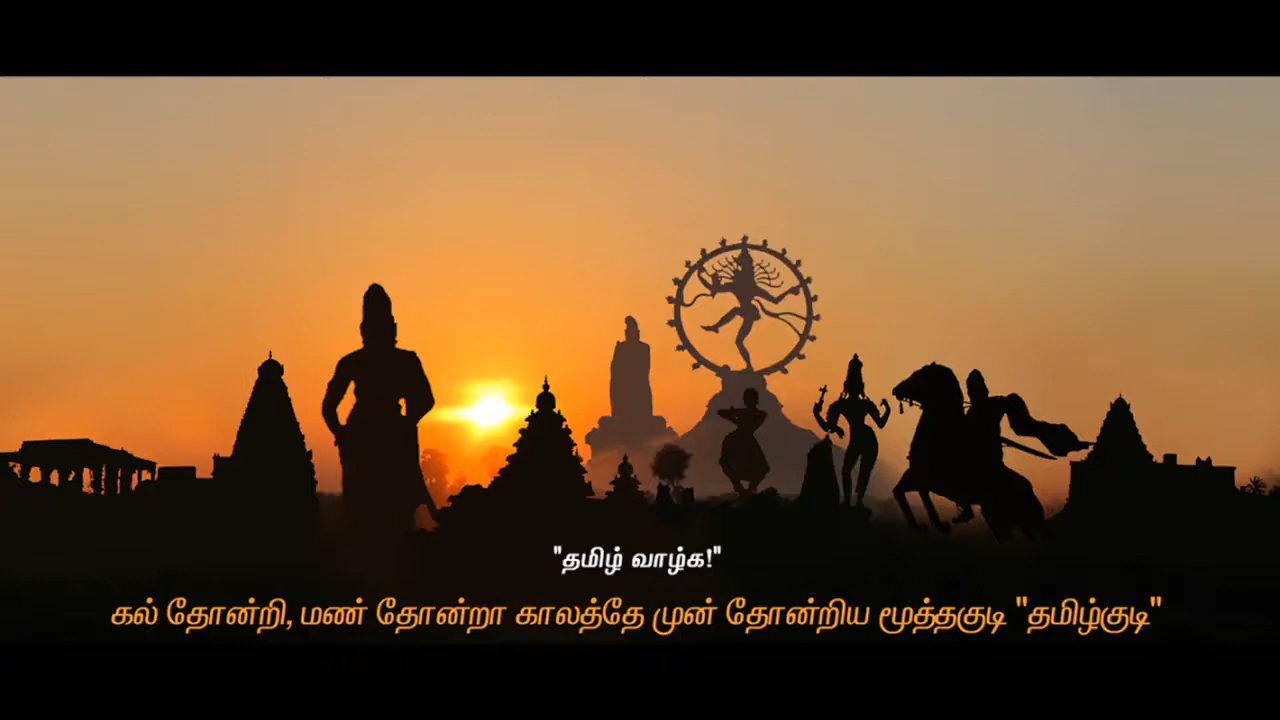 "தமிழ் வாழ்க!"
கல் தோன்றி, மண் தோன்றா காலத்தே முன் தோன்றிய மூத்தகுடி "தமிழ்குடி"